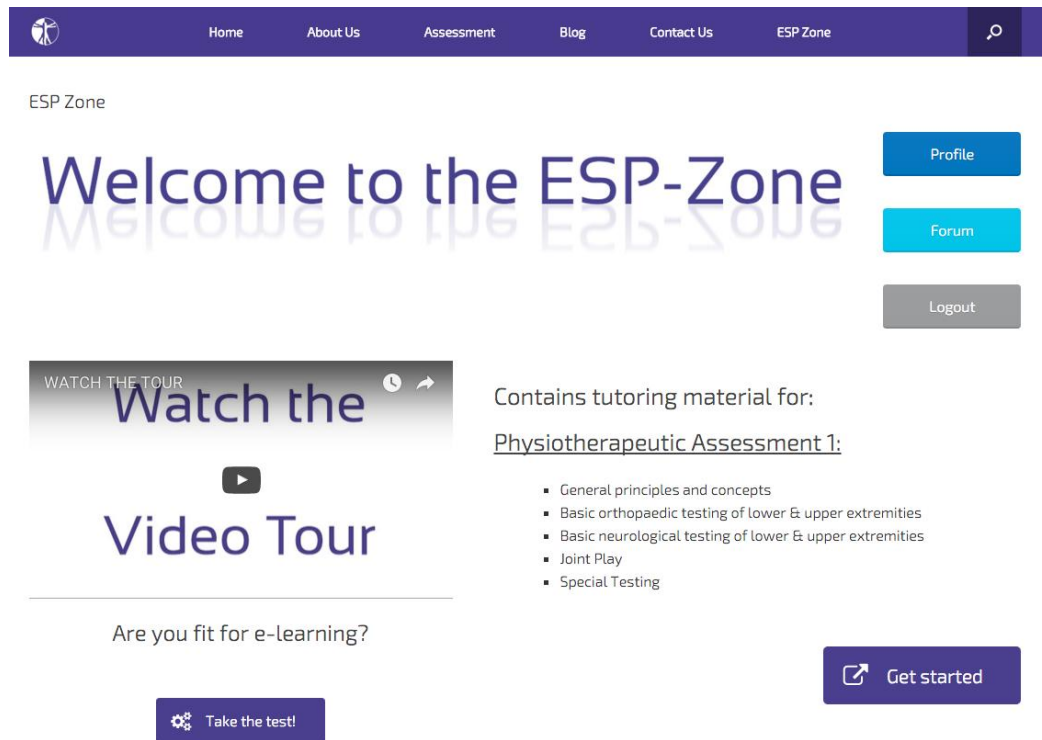 Home About Us Assessment Blog Contact Us ESP Zone
ESP Zone
Welcome to the ESP-Zone
Profile
Forum
Logout
WATCH THE TOUR
Watch the
Video Tour
Are you fit for e-learning?
Take the test!
Contains tutoring material for:
Physiotherapeutic Assessment 1:
General principles and concepts
Basic orthopaedic testing of lower & upper extremities
Basic neurological testing of lower & upper extremities
Joint Play
Special Testing
Get started